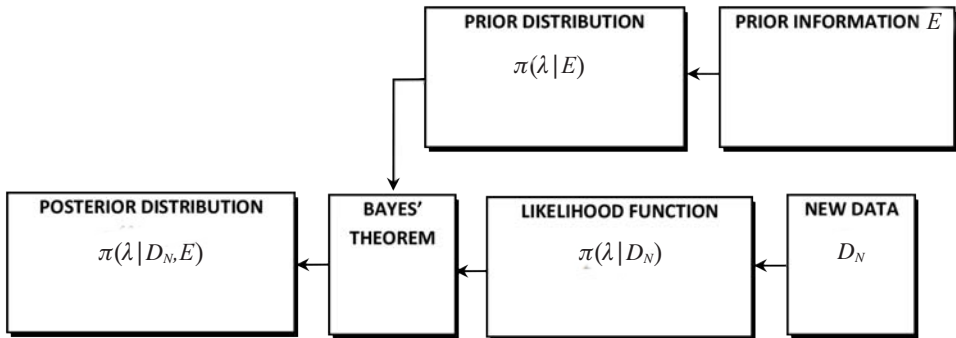 PRIOR DISTRIBUTION
π(λ|E)
PRIOR INFORMATION E
POSTERIOR DISTRIBUTION
π(λ|D_N,E)
BAYES’
THEOREM
LIKELIHOOD FUNCTION
π(λ|D_N)
NEW DATA
D_N